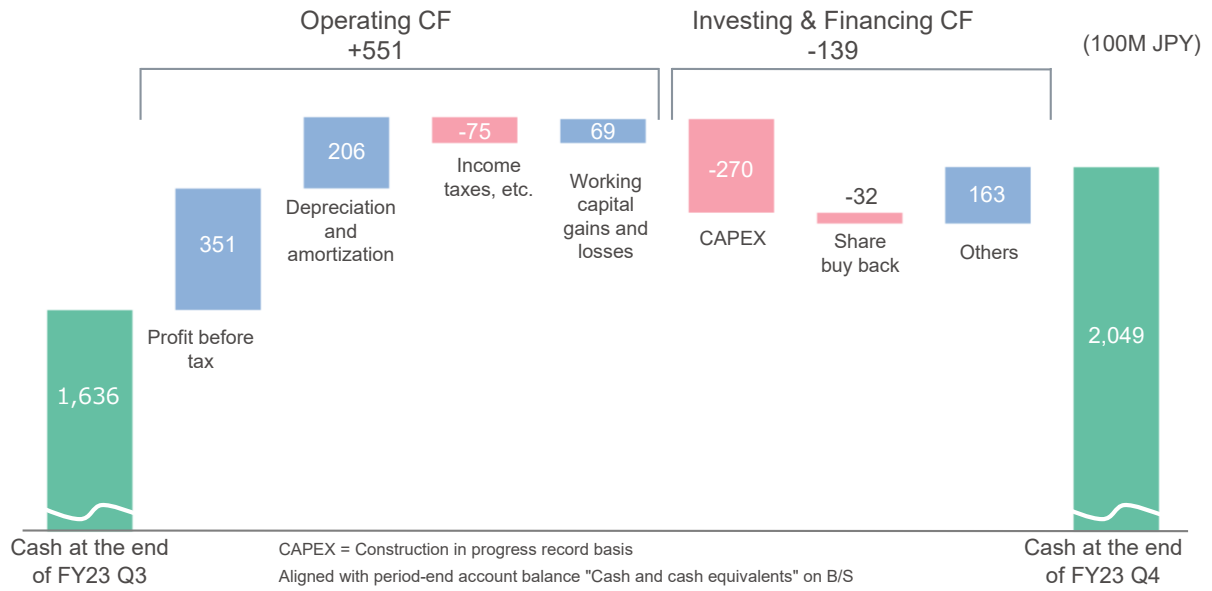 Operating CF
+551
Investing & Financing CF
-139
(100M JPY)
1,636
Cash at the end
of FY23 Q3
351
Profit before
tax
206
Depreciation
and
amortization
-75
Income
taxes, etc.
69
Working
capital
gains and
losses
-270
CAPEX
-32
Share
buy back
163
Others
2,049
Cash at the end
of FY23 Q4
CAPEX = Construction in progress record basis
Aligned with period-end account balance "Cash and cash equivalents" on B/S